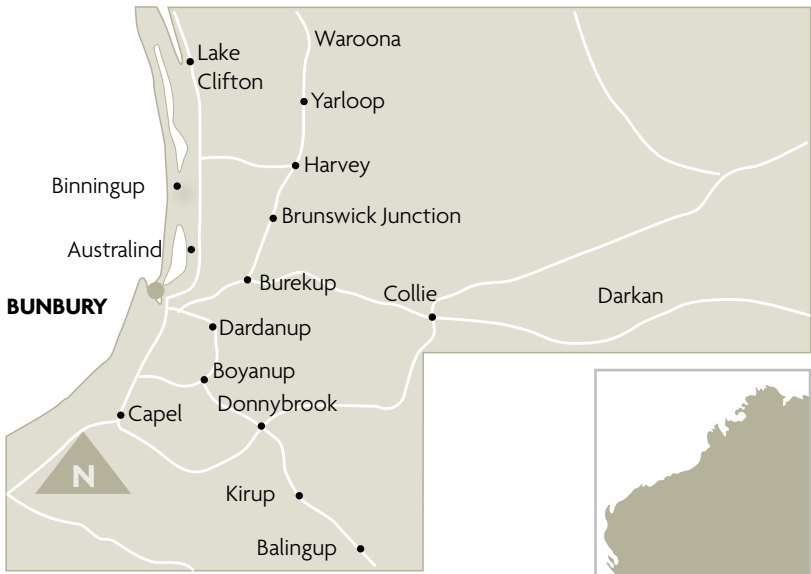 Waroona
Lake
Clifton
Yarloop
Harvey
Binningup
Brunswick Junction
Australind
Burekup
Collie
Darkan
BUNBURY
Dardanup
Boyanup
Donnybrook
Capel
N
Kirup
Balingup